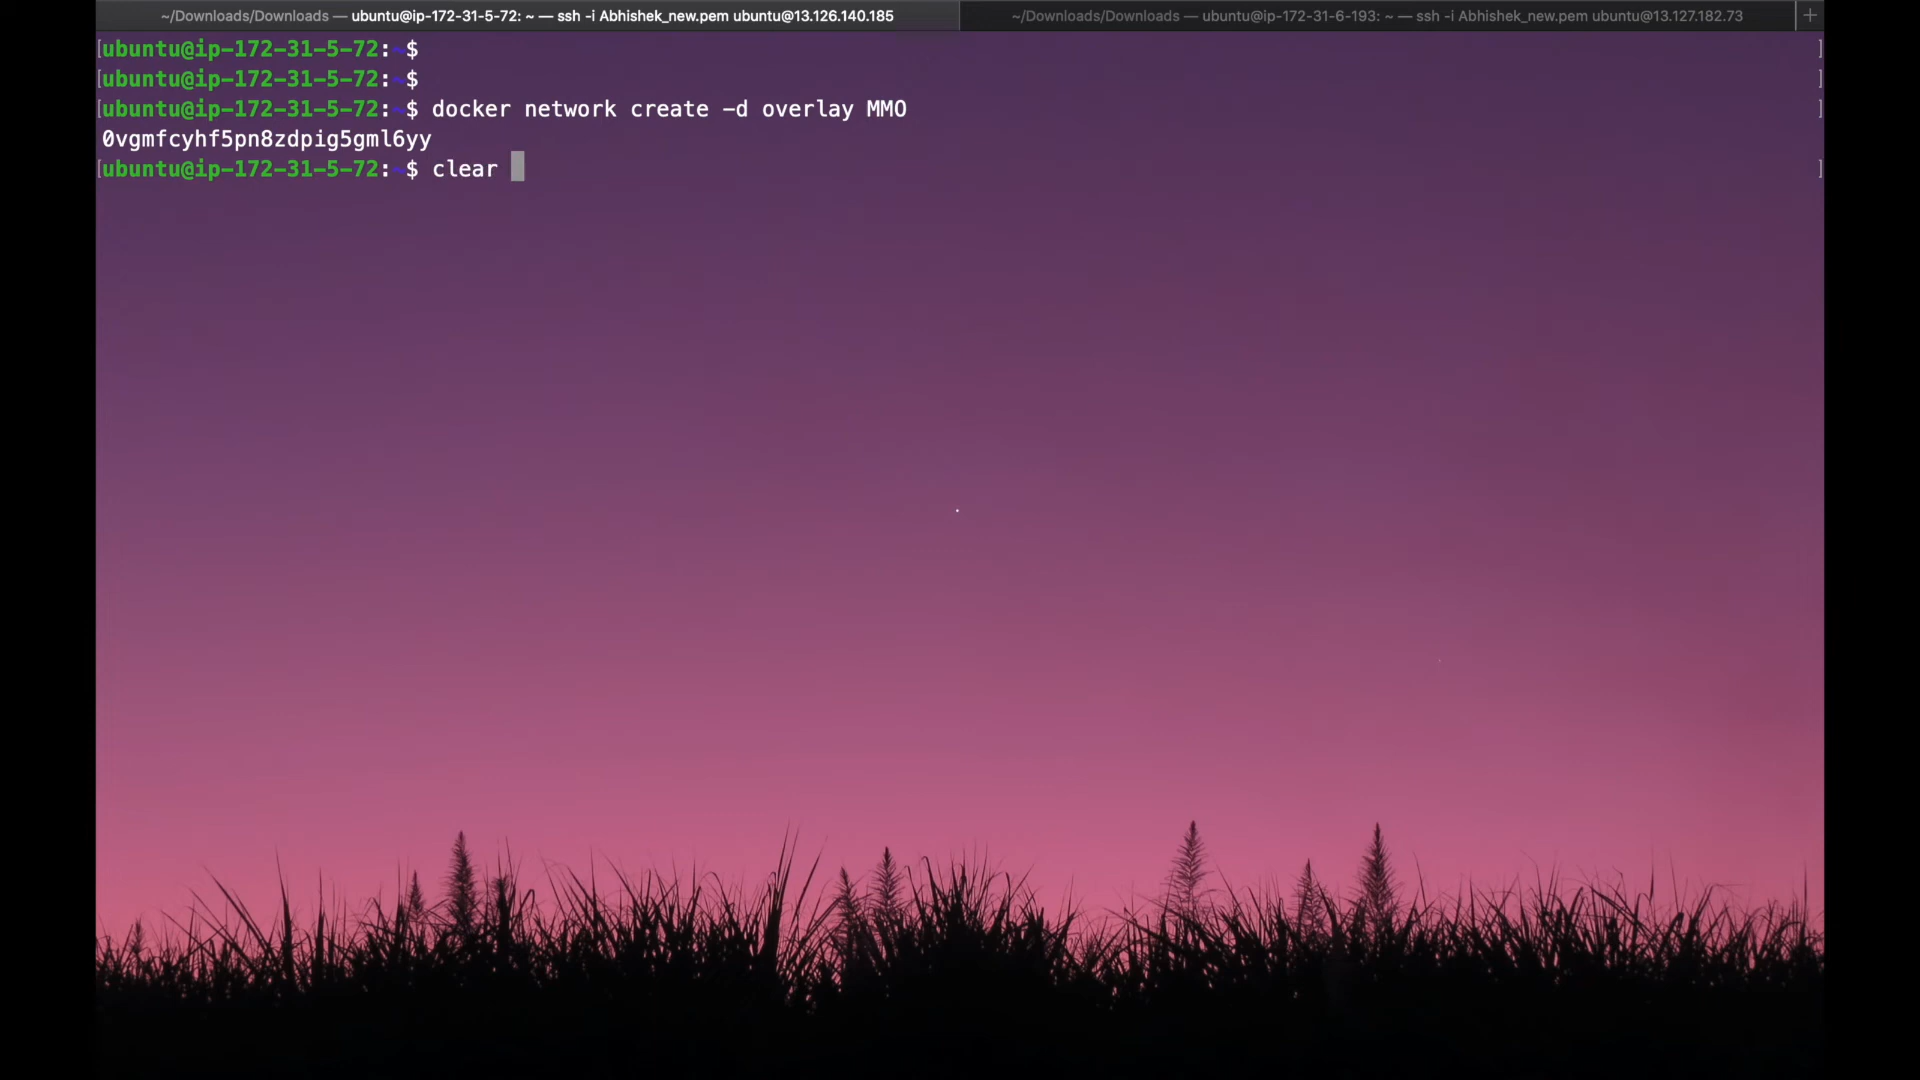 ~/Downloads/Downloads — ubuntu@ip-172-31-5-72: ~ — ssh -i Abhishek_new.pem ubuntu@13.126.140.185
~/Downloads/Downloads — ubuntu@ip-172-31-6-193: ~ — ssh -i Abhishek_new.pem ubuntu@13.127.182.73 +
[ubuntu@ip-172-31-5-72:~$ ]
[ubuntu@ip-172-31-5-72:~$ ]
[ubuntu@ip-172-31-5-72:~$ docker network create -d overlay MMO ]
0vgmfcyhf5pn8zdpig5gml6yy
[ubuntu@ip-172-31-5-72:~$ clear ]